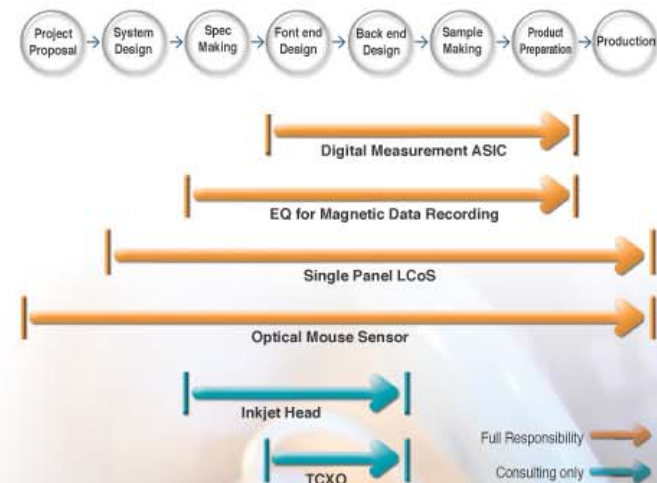 Project
Proposal
System
Design
Spec
Making
Font end
Design
Back end
Design
Sample
Making
Product
Preparation
Production
Digital Measurement ASIC
EQ for Magnetic Data Recording
Single Panel LCoS
Optical Mouse Sensor
Inkjet Head
Full Responsibility
TCXO
Consulting only